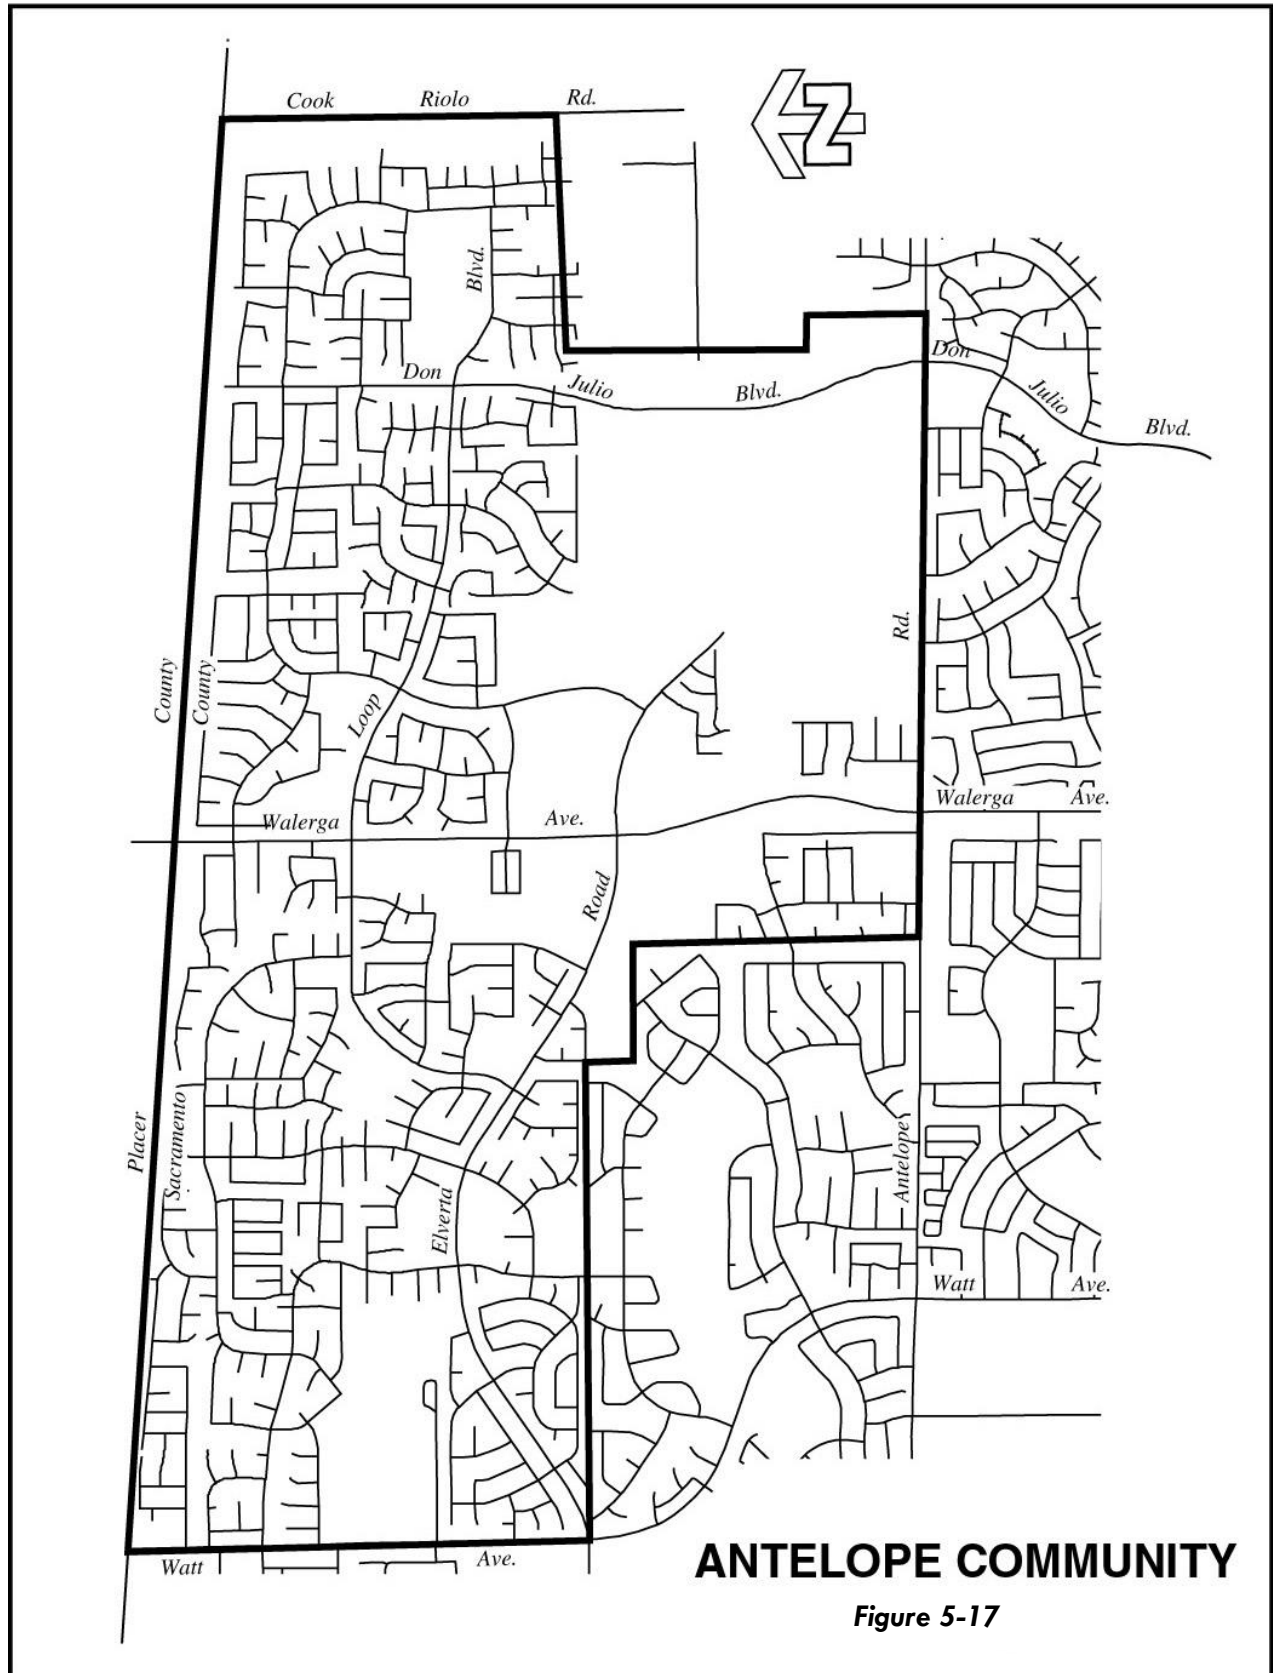 Cook Riolo Rd.
Z
Blvd.
Don Julio Blvd.
Don Julio Blvd.
Rd.
County
County
Loop
Walerga Ave.
Walerga Ave.
Road
Placer
Sacramento
Antelope
Elverta
Watt Ave.
Watt Ave.
ANTELOPE COMMUNITY
Figure 5-17